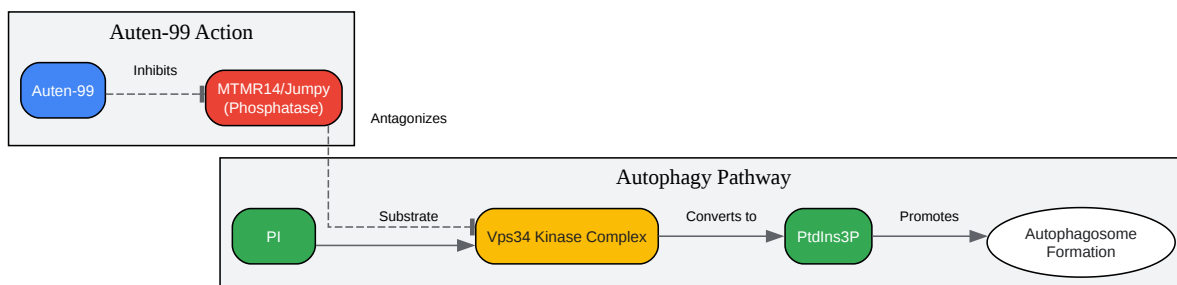 Auten-99 Action
Auten-99
Inhibits
MTMR14/Jumpy
(Phosphatase)
Antagonizes
Autophagy Pathway
PI
Substrate
Vps34 Kinase Complex
Converts to
PtdIns3P
Promotes
Autophagosome
Formation